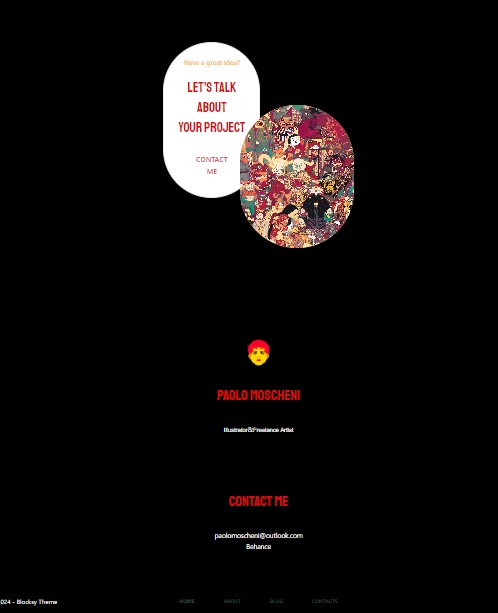 Have a great idea?
LET'S TALK
ABOUT
YOUR PROJECT
CONTACT
ME
PAOLO MOSCHENI
Illustrator & Freelance Artist
CONTACT ME
paolomoscheni@outlook.com
Behance
024 - Blocksy Theme
HOME ABOUT BLOG CONTACTS